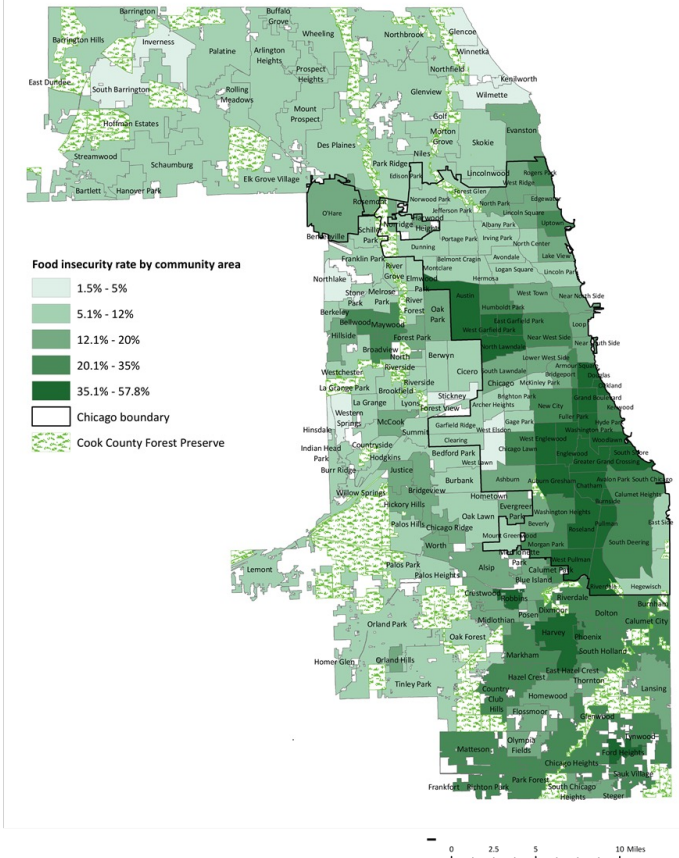 Barrington
Buffalo
Grove
Glencoe
Barrington Hills
Inverness
Wheeling
Northbrook
Winnetka
Palatine
Arlington
Heights
Prospect
Heights
Northfield
Kenilworth
East Dundee
South Barrington
Rolling
Meadows
Glenview
Wilmette
Mount
Prospect
Golf
Hoffman Estates
Morton
Grove
Evanston
Skokie
Des Plaines
Niles
Streamwood
Schaumburg
Park Ridge
Lincolnwood
Rogers Park
West Ridge
Edison Park
Elk Grove Village
Bartlett
Hanover Park
Forest Glen
Norwood Park
North Park
Edgewater
Rosemont
Jefferson Park
Lincoln Square
O'Hare
Harwood
Heights
Norridge
Albany Park
Uptown
Schiller
Park
Bensenville
Portage Park
Irving Park
North Center
Dunning
Lake View
Franklin Park
Belmont Cragin
Avondale
Montclare
Logan Square
Lincoln Park
Food insecurity rate by community area
River
Grove
Elmwood
Park
Hermosa
Northlake
1.5% - 5%
Stone
Park
Melrose
Park
River
Forest
Austin
West Town
Near North Side
Humboldt Park
5.1% - 12%
Berkeley
Oak
Park
Bellwood
Maywood
East Garfield Park
West Garfield Park
Loop
12.1% - 20%
Hillside
Forest Park
Near West Side
Near South Side
Broadview
North
Riverside
Berwyn
North Lawndale
Lower West Side
20.1% - 35%
Westchester
Cicero
South Lawndale
Armour Square
Bridgeport
Douglas
La Grange Park
Riverside
Chicago
McKinley Park
Oakland
35.1% - 57.8%
Brookfield
Stickney
Brighton Park
Grand Boulevard
La Grange
Lyons
Forest View
Archer Heights
New City
Kenwood
Chicago boundary
Western
Springs
McCook
Garfield Ridge
Gage Park
Fuller Park
Hyde Park
Hinsdale
Summit
West Elsdon
Washington Park
Cook County Forest Preserve
Countryside
Clearing
West Englewood
Woodlawn
Indian Head
Park
Hodgkins
Bedford Park
Chicago Lawn
Englewood
South Shore
Burr Ridge
Justice
West Lawn
Greater Grand Crossing
Willow Springs
Bridgeview
Burbank
Ashburn
Auburn Gresham
Avalon Park
South Chicago
Chatham
Hickory Hills
Hometown
Calumet Heights
Evergreen
Park
Burnside
Oak Lawn
Washington Heights
Palos Hills
Chicago Ridge
Beverly
Roseland
Pullman
East Side
Mount Greenwood
Worth
Morgan Park
South Deering
Merrionette
Park
West Pullman
Lemont
Palos Park
Alsip
Calumet Park
Palos Heights
Blue Island
Riverdale
Hegewisch
Crestwood
Robbins
Riverdale
Burnham
Posen
Dixmoor
Dolton
Calumet City
Orland Park
Midlothian
Oak Forest
Harvey
Phoenix
Homer Glen
Orland Hills
Markham
South Holland
East Hazel Crest
Tinley Park
Hazel Crest
Thornton
Country
Club
Hills
Homewood
Lansing
Flossmoor
Glenwood
Matteson
Olympia
Fields
Lynwood
Ford Heights
Chicago Heights
Sauk Village
Frankfort
Richton Park
Park Forest
South Chicago
Heights
Steger
0 2.5 5 10 Miles